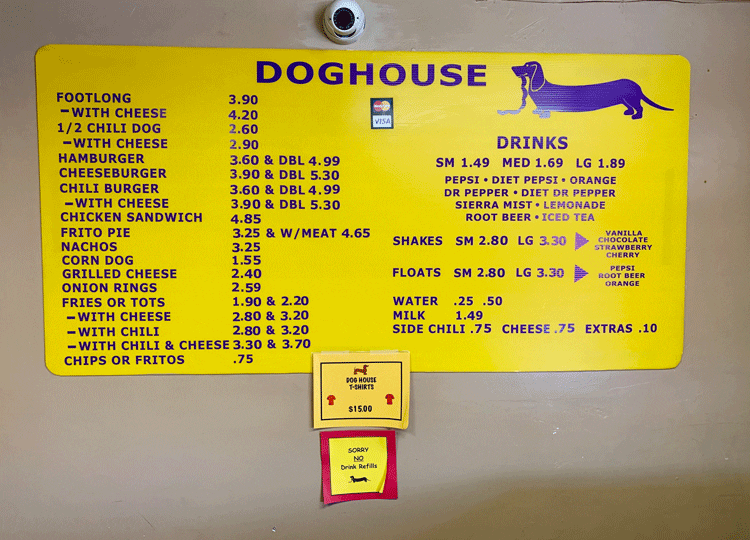 DOGHOUSE
FOOTLONG 3.90
– WITH CHEESE 4.20
1/2 CHILI DOG 2.60
– WITH CHEESE 2.90
HAMBURGER 3.60 & DBL 4.99
CHEESEBURGER 3.90 & DBL 5.30
CHILI BURGER 3.60 & DBL 4.99
– WITH CHEESE 3.90 & DBL 5.30
CHICKEN SANDWICH 4.85
FRITO PIE 3.25 & W/MEAT 4.65
NACHOS 3.25
CORN DOG 1.55
GRILLED CHEESE 2.40
ONION RINGS 2.59
FRIES OR TOTS 1.90 & 2.20
– WITH CHEESE 2.80 & 3.20
– WITH CHILI 2.80 & 3.20
– WITH CHILI & CHEESE 3.30 & 3.70
CHIPS OR FRITOS .75
MasterCard
VISA
DRINKS
SM 1.49 MED 1.69 LG 1.89
PEPSI • DIET PEPSI • ORANGE
DR PEPPER • DIET DR PEPPER
SIERRA MIST • LEMONADE
ROOT BEER • ICED TEA
SHAKES SM 2.80 LG 3.30
VANILLA
CHOCOLATE
STRAWBERRY
CHERRY
FLOATS SM 2.80 LG 3.30
PEPSI
ROOT BEER
ORANGE
WATER .25 .50
MILK 1.49
SIDE CHILI .75 CHEESE .75 EXTRAS .10
DOG HOUSE
T-SHIRTS
$15.00
SORRY
NO
Drink Refills